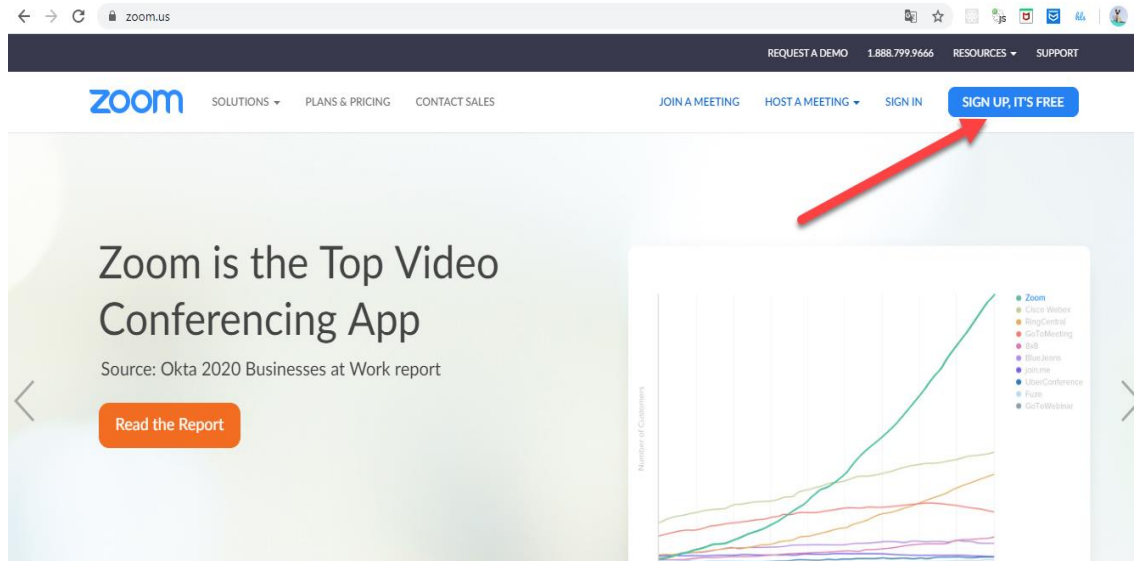 zoom.us
REQUEST A DEMO 1.888.799.9666 RESOURCES SUPPORT
zoom SOLUTIONS PLANS & PRICING CONTACT SALES JOIN A MEETING HOST A MEETING SIGN IN SIGN UP, IT'S FREE
Zoom is the Top Video
Conferencing App
Source: Okta 2020 Businesses at Work report
Read the Report
Number of Customers
Zoom
Cisco Webex
RingCentral
GoToMeeting
8x8
BlueJeans
join.me
UberConference
Fuze
GoToWebinar